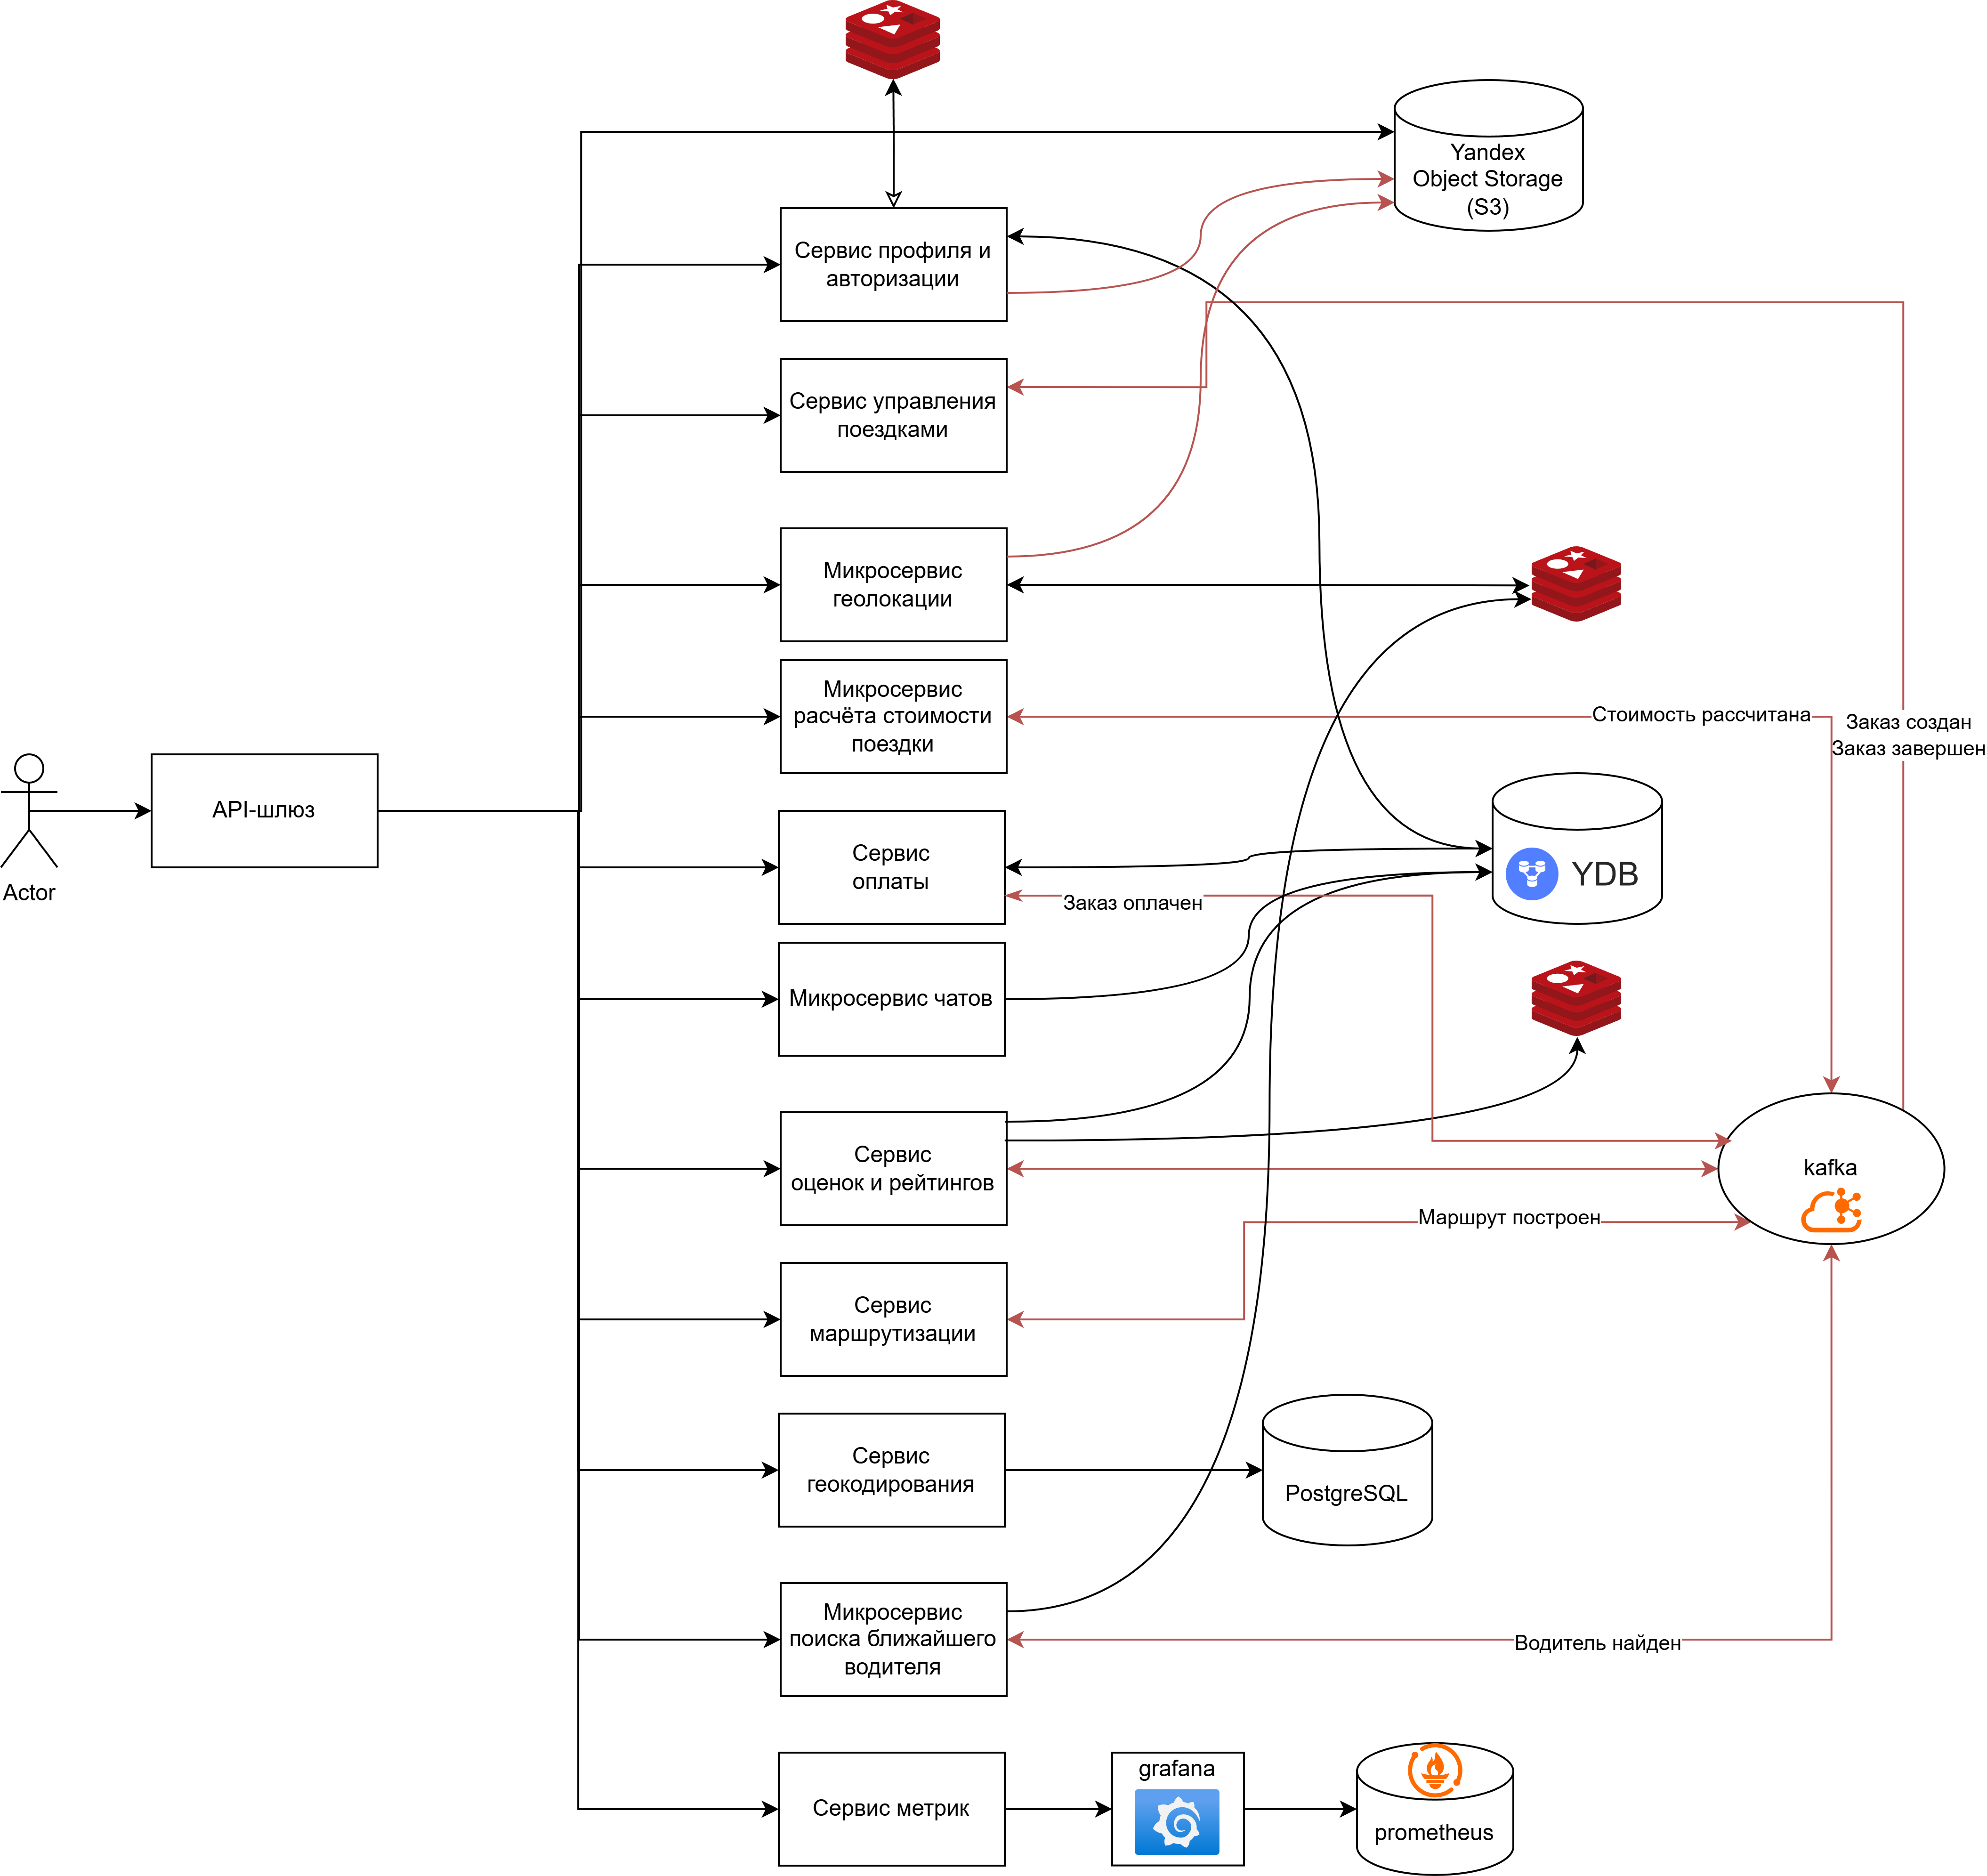 Yandex
Object Storage
(S3)
Сервис профиля и
авторизации
Сервис управления
поездками
Микросервис
геолокации
Микросервис
расчёта стоимости
поездки
Стоимость рассчитана
Заказ создан
Заказ завершен
Actor
API-шлюз
Сервис
оплаты
Заказ оплачен
YDB
Микросервис чатов
Сервис
оценок и рейтингов
kafka
Маршрут построен
Сервис
маршрутизации
Сервис
геокодирования
PostgreSQL
Микросервис
поиска ближайшего
водителя
Водитель найден
Сервис метрик
grafana
prometheus